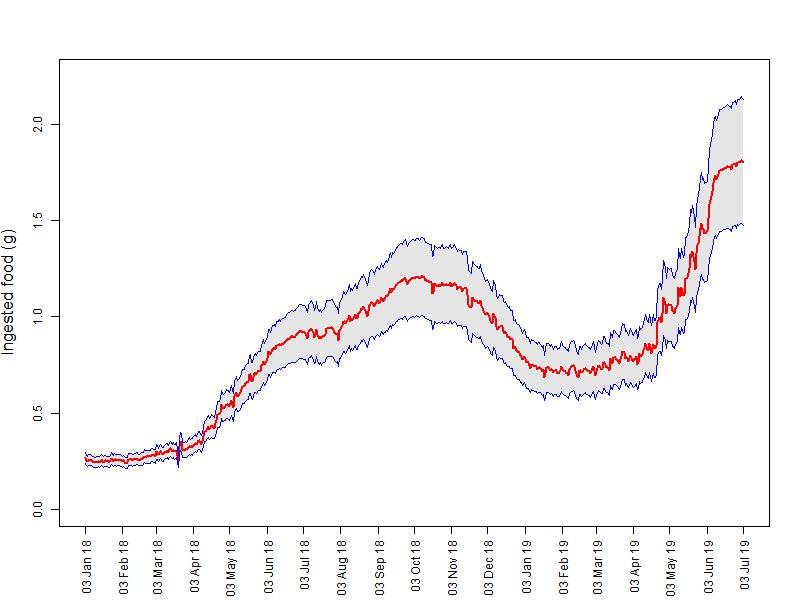 Ingested food (g)
2.0
1.5
1.0
0.5
0.0
03 Jan 18
03 Feb 18
03 Mar 18
03 Apr 18
03 May 18
03 Jun 18
03 Jul 18
03 Aug 18
03 Sep 18
03 Oct 18
03 Nov 18
03 Dec 18
03 Jan 19
03 Feb 19
03 Mar 19
03 Apr 19
03 May 19
03 Jun 19
03 Jul 19